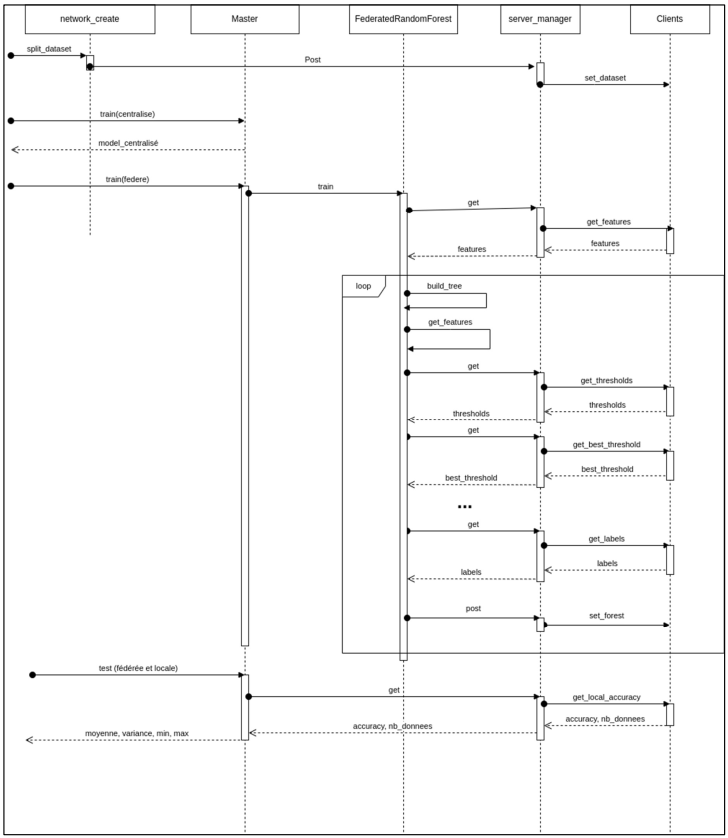 network_create
Master
FederatedRandomForest
server_manager
Clients
split_dataset
Post
set_dataset
train(centralise)
model_centralisé
train(federe)
train
get
get_features
features
features
loop
build_tree
get_features
get
get_thresholds
thresholds
thresholds
get
get_best_threshold
best_threshold
best_threshold
...
get
get_labels
labels
labels
post
set_forest
test (fédérée et locale)
get
get_local_accuracy
accuracy, nb_donnees
accuracy, nb_donnees
moyenne, variance, min, max